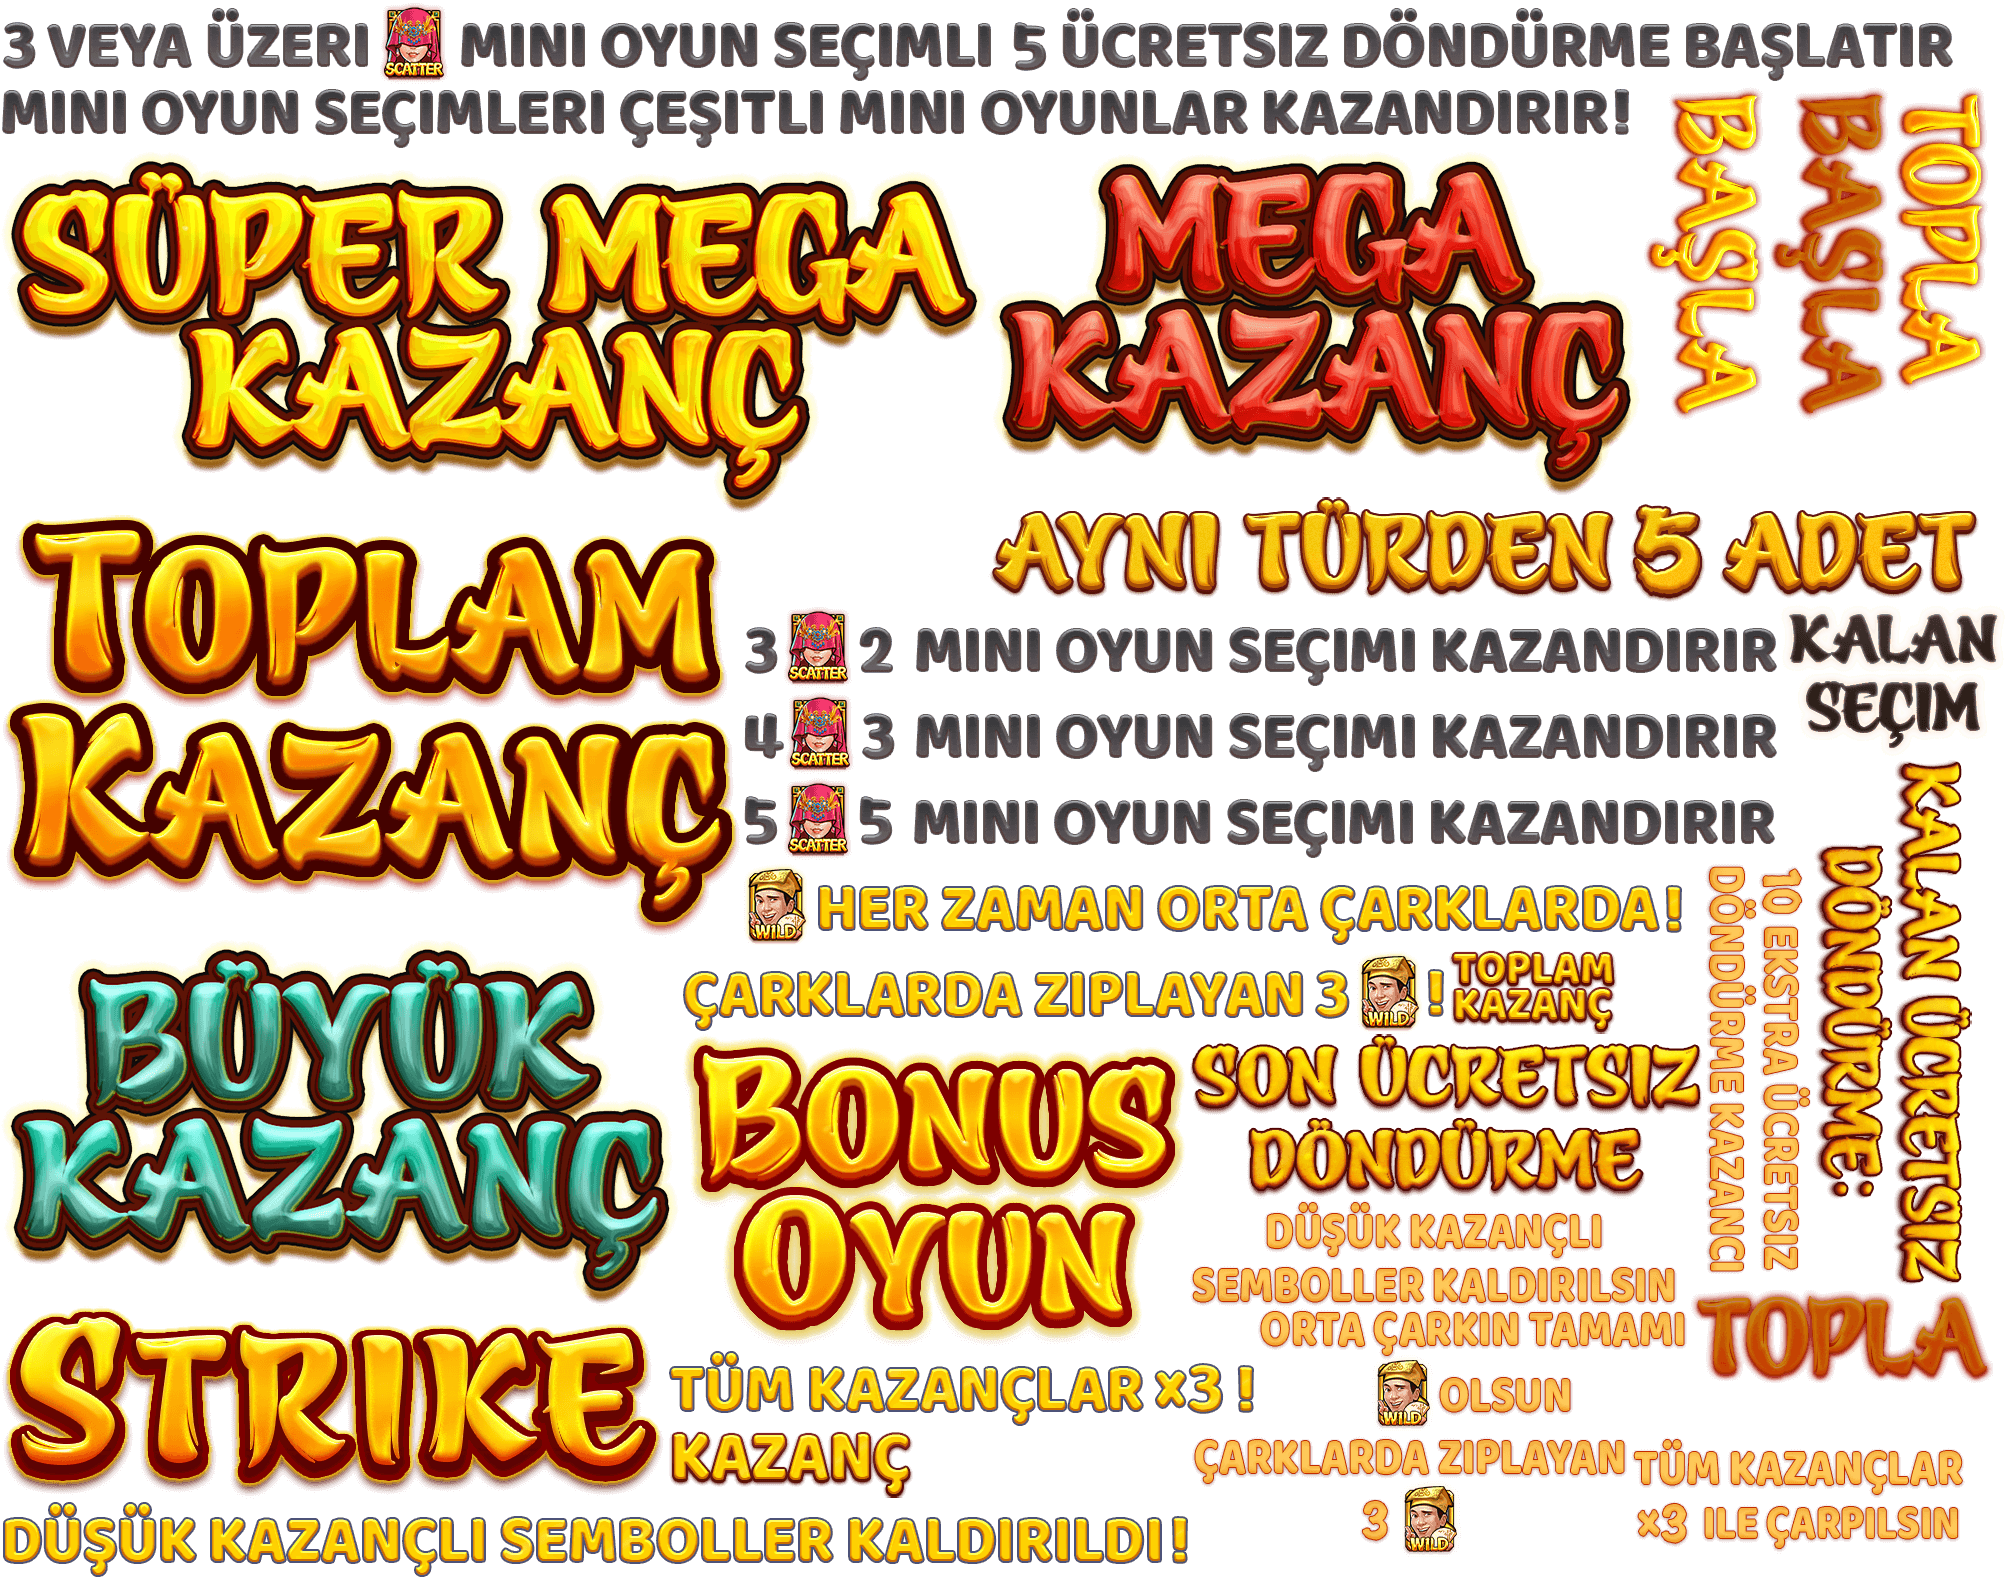 3 VEYA ÜZERI SCATTER MINI OYUN SEÇIMLI 5 ÜCRETSIZ DÖNDÜRME BAŞLATIR
MINI OYUN SEÇIMLERI ÇEŞITLI MINI OYUNLAR KAZANDIRIR!
SÜPER MEGA
KAZANÇ
MEGA
KAZANÇ
BAŞLA
BAŞLA
TOPLA
TOPLAM
KAZANÇ
AYNI TÜRDEN 5 ADET
3 SCATTER 2 MINI OYUN SEÇIMI KAZANDIRIR
4 SCATTER 3 MINI OYUN SEÇIMI KAZANDIRIR
5 SCATTER 5 MINI OYUN SEÇIMI KAZANDIRIR
KALAN
SEÇIM
WILD HER ZAMAN ORTA ÇARKLARDA!
ÇARKLARDA ZIPLAYAN 3 WILD !
TOPLAM
KAZANÇ
KALAN ÜCRETSIZ
DÖNDÜRME:
10 EKSTRA ÜCRETSIZ
DÖNDÜRME KAZANCI
BÜYÜK
KAZANÇ
BONUS
OYUN
SON ÜCRETSIZ
DÖNDÜRME
DÜŞÜK KAZANÇLI
SEMBOLLER KALDIRILSIN
ORTA ÇARKIN TAMAMI
WILD OLSUN
TOPLA
STRIKE
TÜM KAZANÇLAR ×3 !
KAZANÇ
ÇARKLARDA ZIPLAYAN
3 WILD
TÜM KAZANÇLAR
×3 ILE ÇARPILSIN
DÜŞÜK KAZANÇLI SEMBOLLER KALDIRILDI!